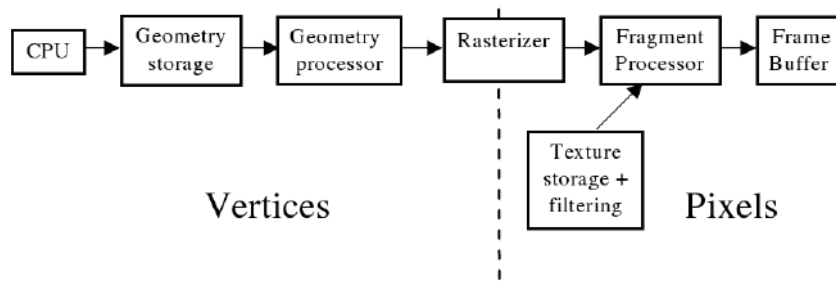 CPU
Geometry
storage
Geometry
processor
Rasterizer
Fragment
Processor
Frame
Buffer
Texture
storage +
filtering
Vertices
Pixels